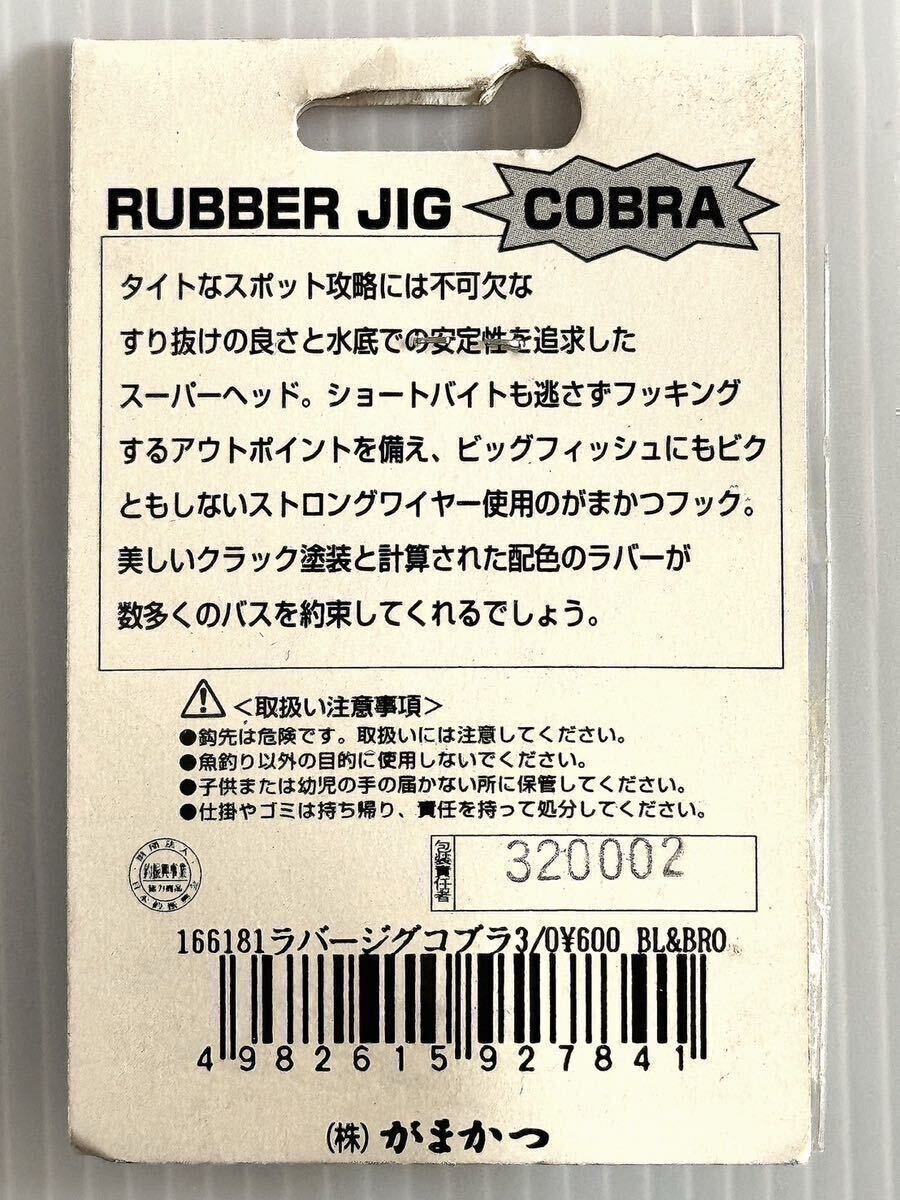 RUBBER JIG COBRA
タイトなスポット攻略には不可欠な
すり抜けの良さと水底での安定性を追求した
スーパーヘッド。ショートバイトも逃さずフッキング
するアウトポイントを備え、ビッグフィッシュにもビク
ともしないストロングワイヤー使用のがまかつフック。
美しいクラック塗装と計算された配色のラバーが
数多くのバスを約束してくれるでしょう。
<取扱い注意事項>
●鈎先は危険です。取扱いには注意してください。
●魚釣り以外の目的に使用しないでください。
●子供または幼児の手の届かない所に保管してください。
●仕掛やゴミは持ち帰り、責任を持って処分してください。
財団法人
釣振興事業
協力商品
包装責任者 320002
166181ラバージグコブラ3/0¥600 BL&BRO
4982615927841
(株)がまかつ